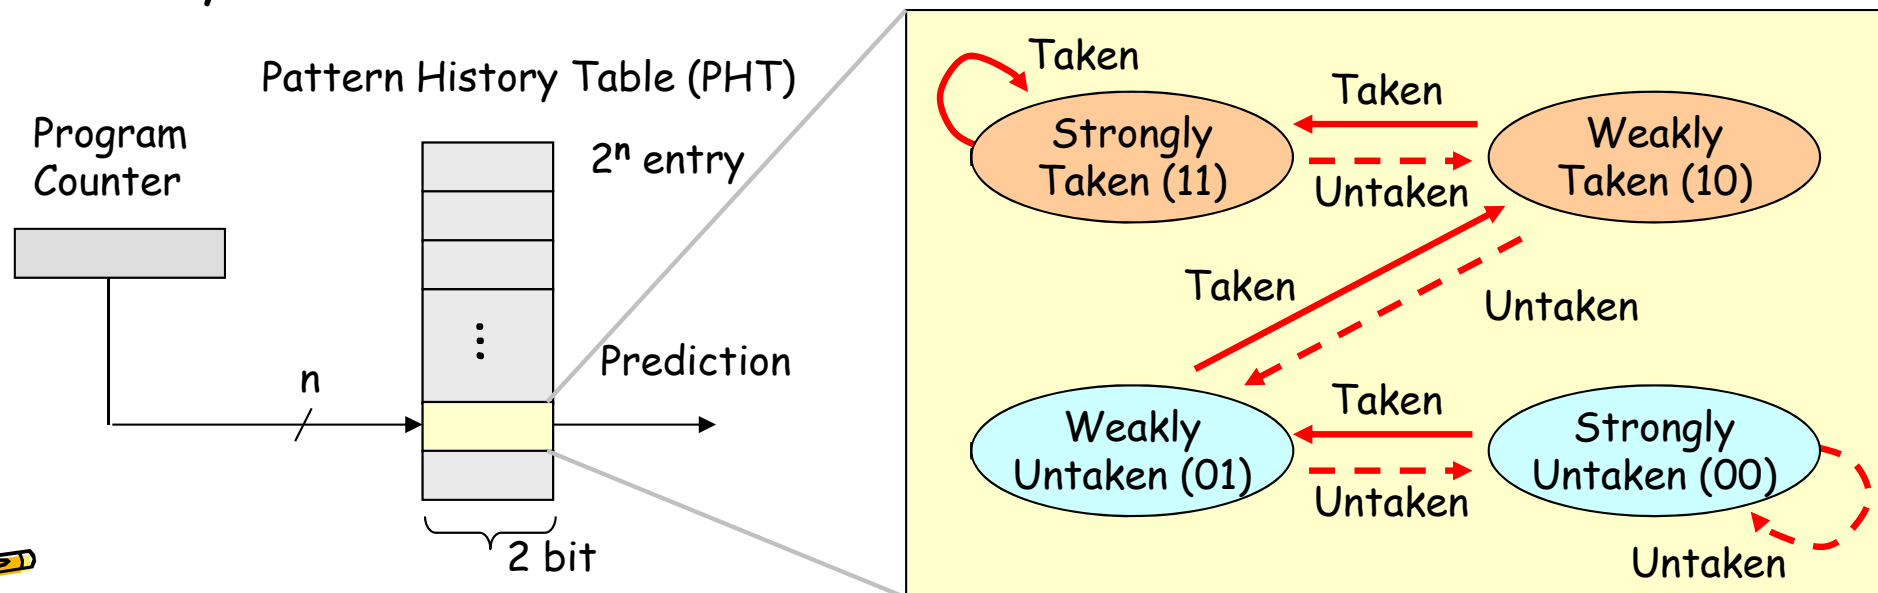 Pattern History Table (PHT)
Program
Counter
2ⁿ entry
n
Prediction
2 bit
Taken
Strongly
Taken (11)
Taken
Untaken
Weakly
Taken (10)
Taken
Untaken
Weakly
Untaken (01)
Taken
Untaken
Strongly
Untaken (00)
Untaken